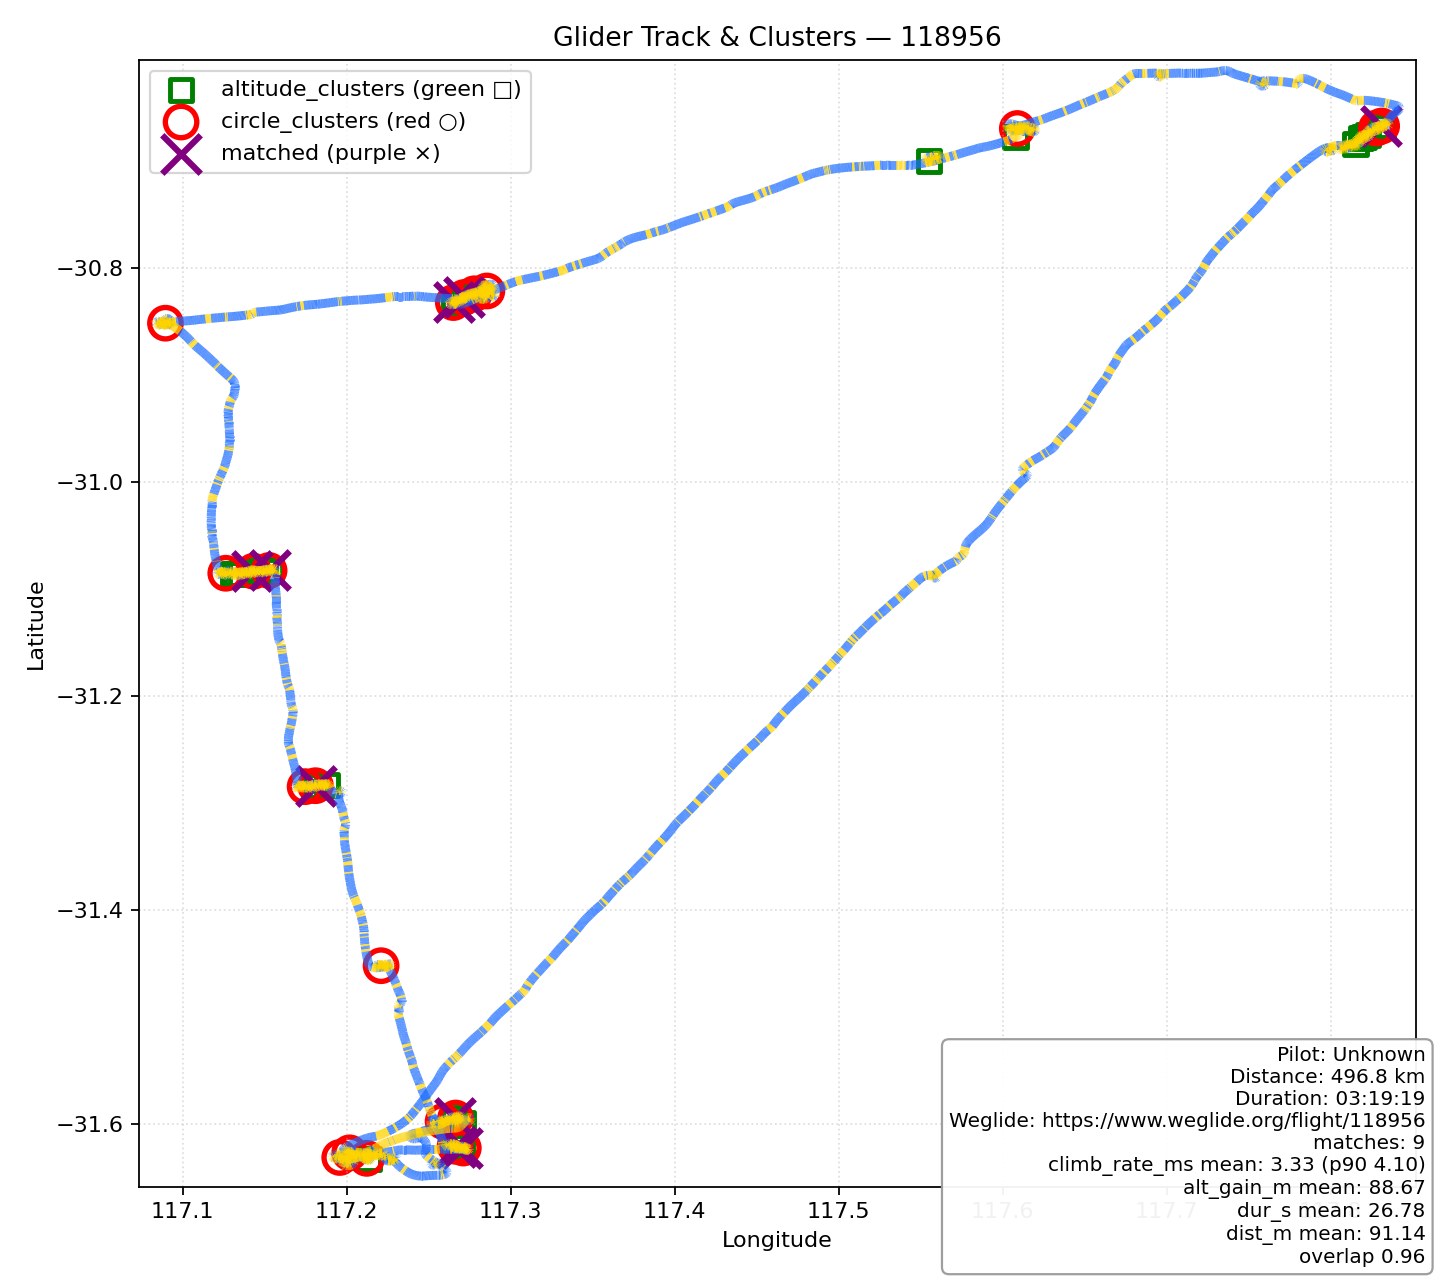 Glider Track & Clusters — 118956
altitude_clusters (green □)
circle_clusters (red ○)
matched (purple ×)
Latitude
−30.8
−31.0
−31.2
−31.4
−31.6
117.1
117.2
117.3
117.4
117.5
117.6
117.7
Longitude
Pilot: Unknown
Distance: 496.8 km
Duration: 03:19:19
Weglide: https://www.weglide.org/flight/118956
matches: 9
climb_rate_ms mean: 3.33 (p90 4.10)
alt_gain_m mean: 88.67
dur_s mean: 26.78
dist_m mean: 91.14
overlap 0.96